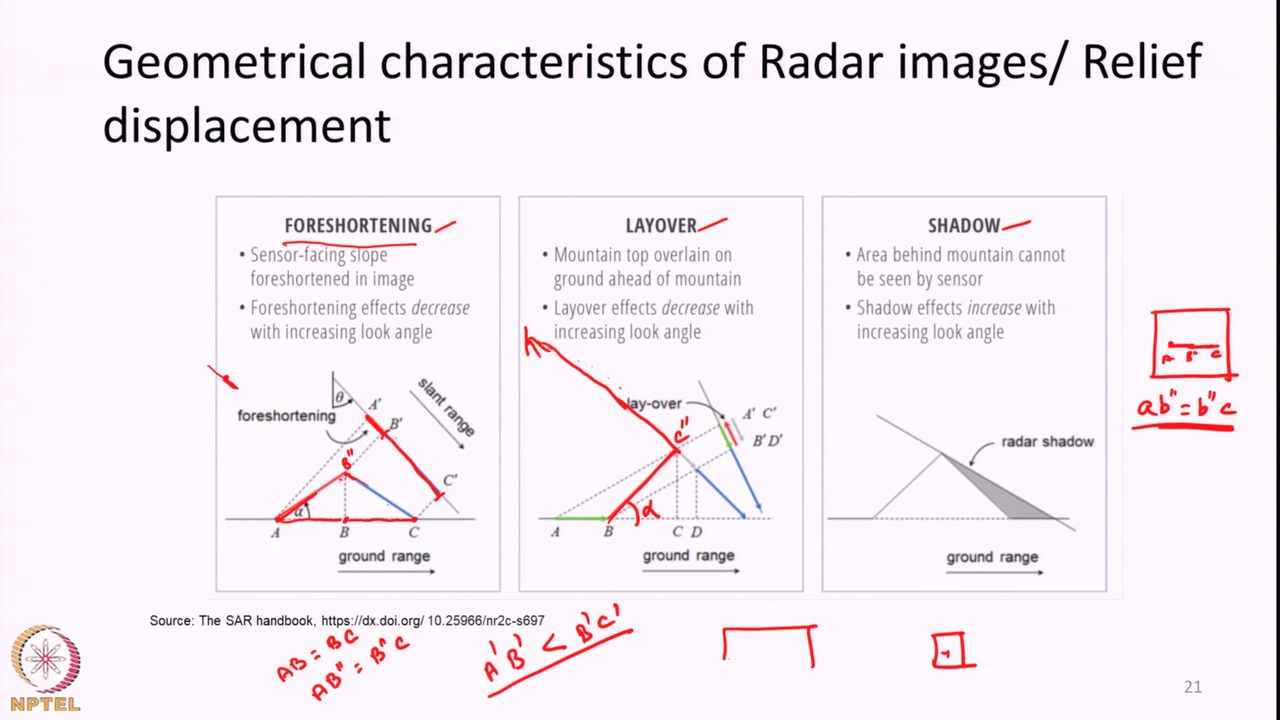 Geometrical characteristics of Radar images/ Relief
displacement
FORESHORTENING
• Sensor-facing slope
foreshortened in image
• Foreshortening effects decrease
with increasing look angle
θ
A'
B'
C'
slant range
foreshortening
B"
α
A
B
C
ground range
LAYOVER
• Mountain top overlain on
ground ahead of mountain
• Layover effects decrease with
increasing look angle
lay-over
C"
A' C'
B' D'
α
A
B
C
D
ground range
SHADOW
• Area behind mountain cannot
be seen by sensor
• Shadow effects increase with
increasing look angle
radar shadow
ground range
A B" C
ab" = b"c
Source: The SAR handbook, https://dx.doi.org/ 10.25966/nr2c-s697
AB = BC
AB" = B"C
A'B' < B'C'
NPTEL
21